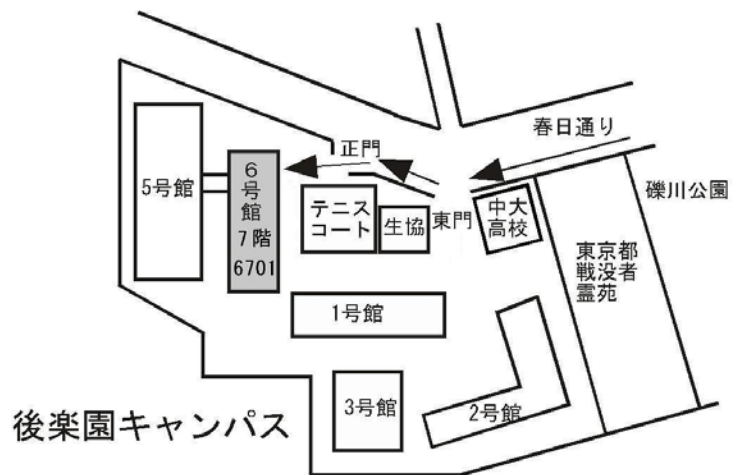 春日通り
正門
礫川公園
5号館
6
号
館
7階
6701
テニス
コート
生協
東門
中大
高校
東京都
戦没者
霊苑
1号館
3号館
2号館
後楽園キャンパス